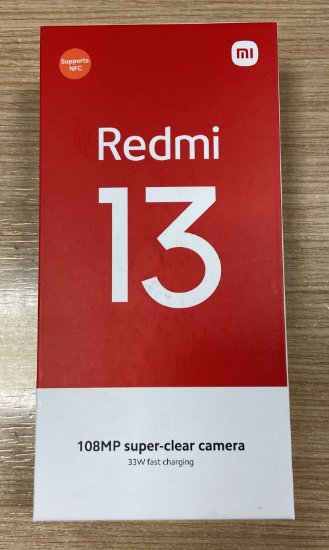 Supports
NFC
mi
Redmi
13
108MP super-clear camera
33W fast charging